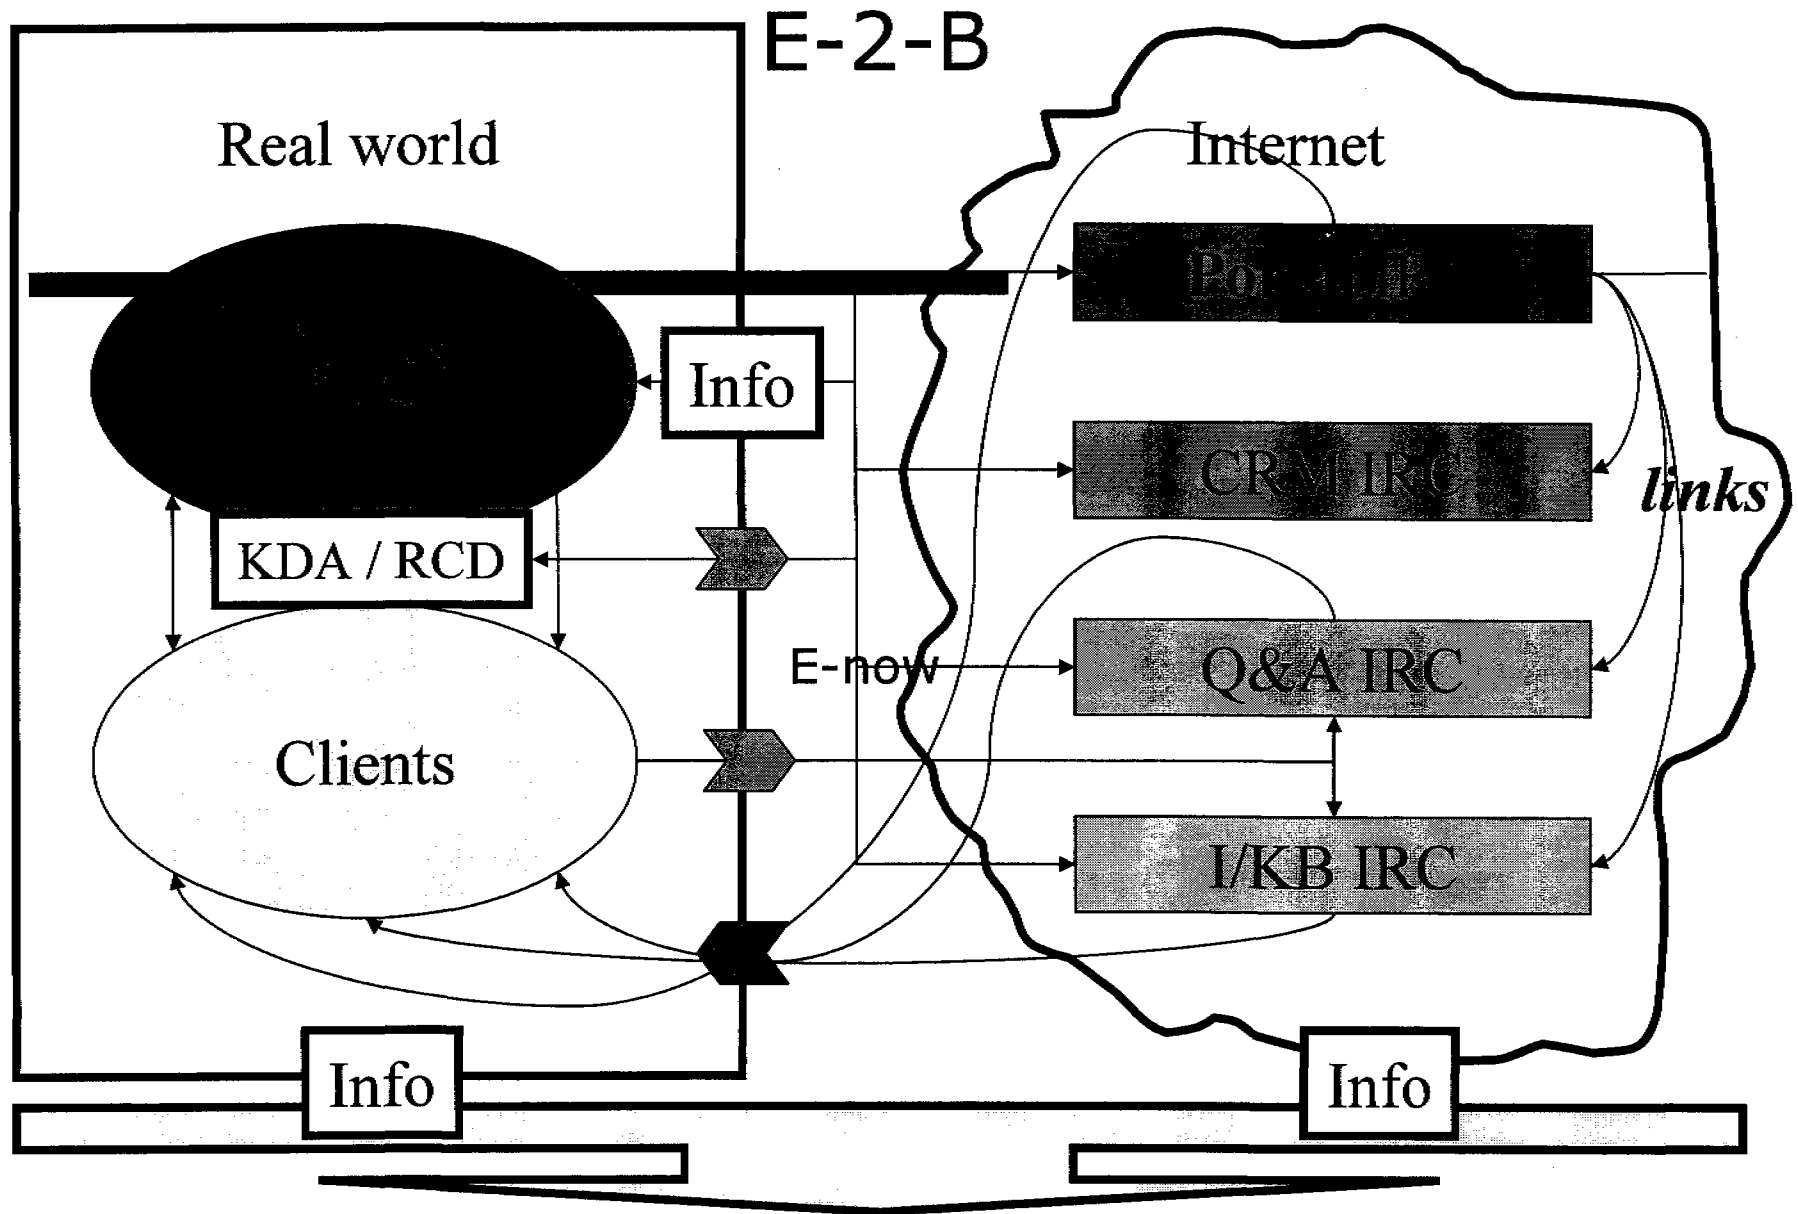 E-2-B
Real world
Internet
Info
CRM IRC
links
KDA / RCD
E-now
Q&A IRC
Clients
I/KB IRC
Info
Info